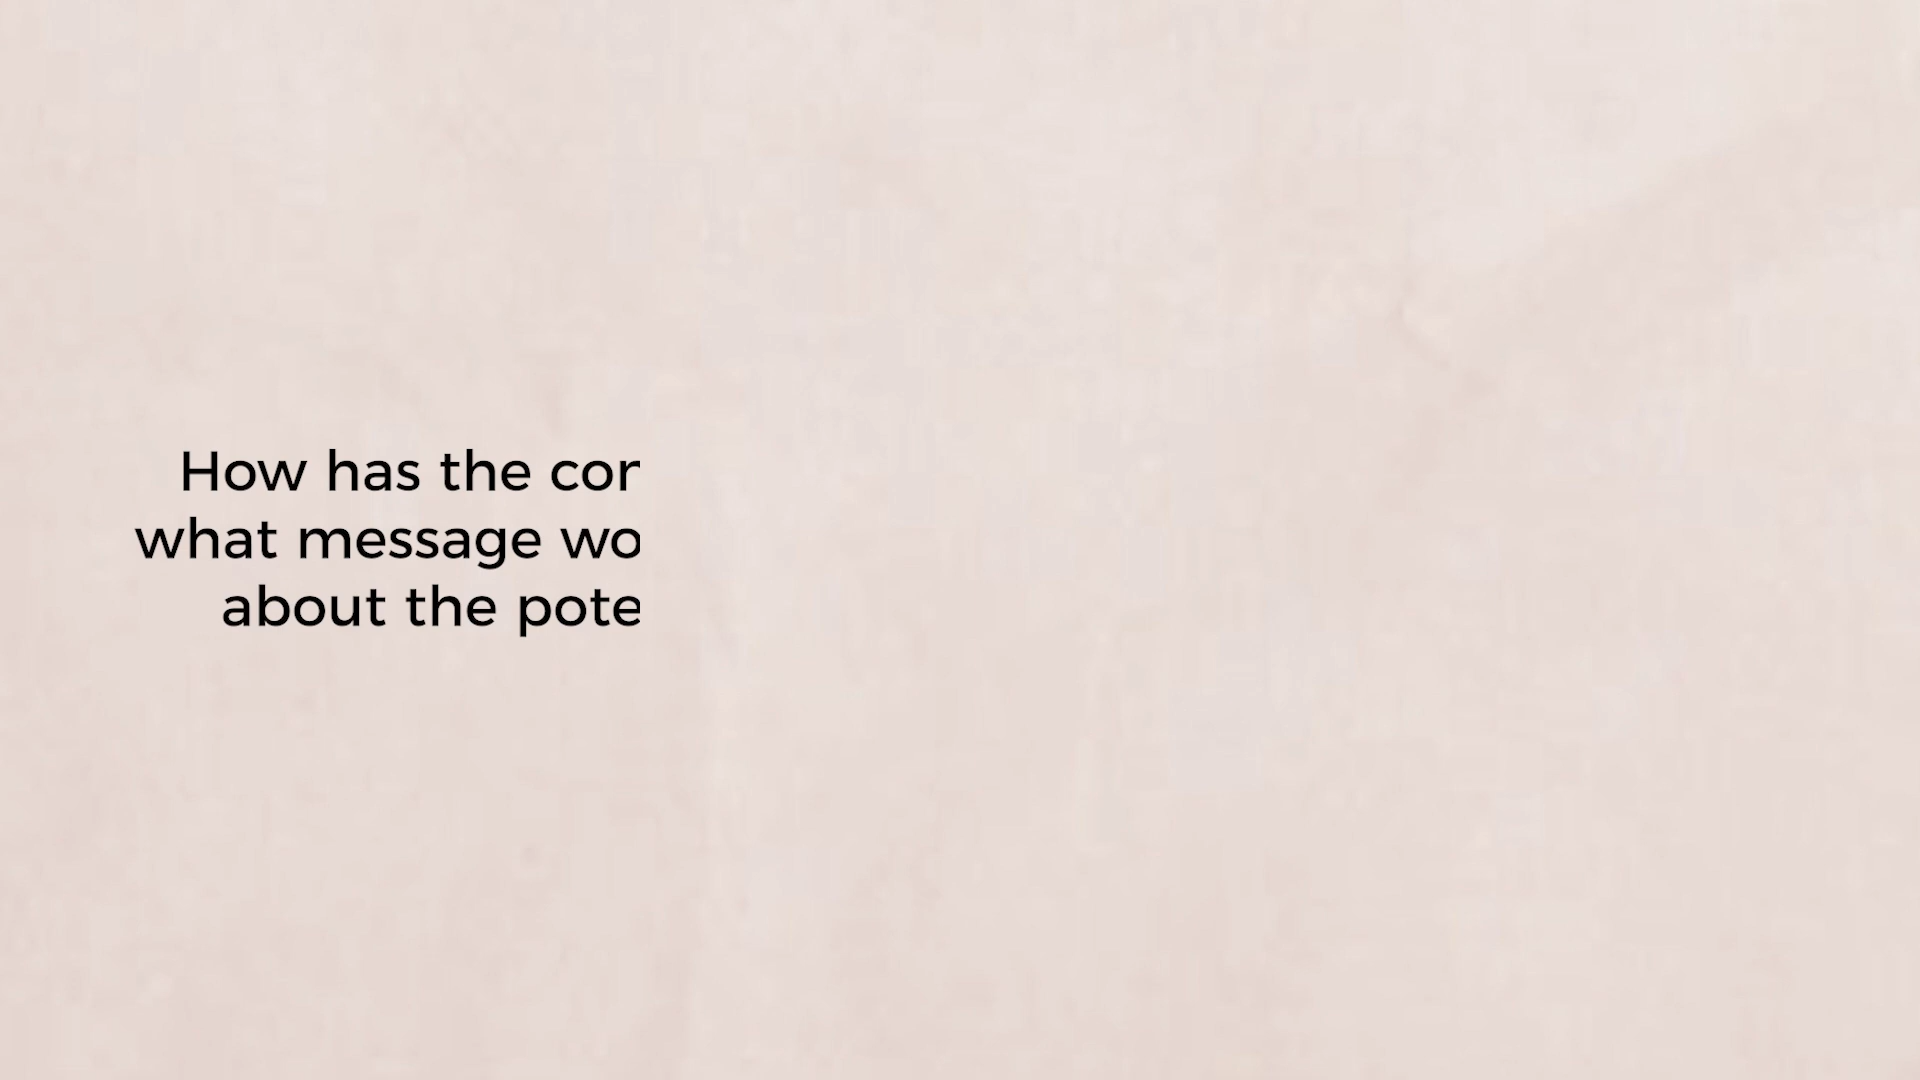 How has the cor
what message wo
about the pote